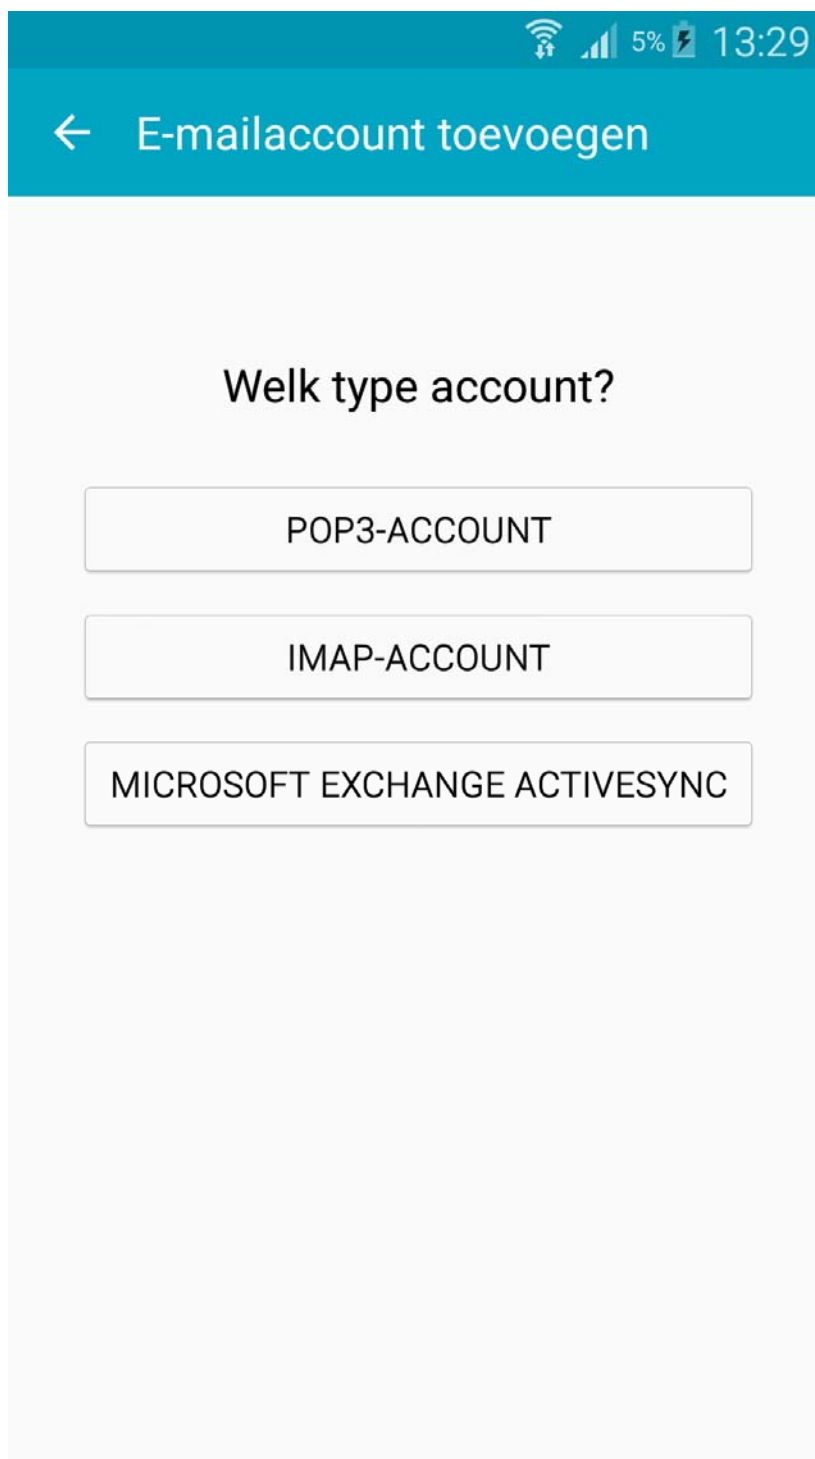 5% 13:29
E-mailaccount toevoegen
Welk type account?
POP3-ACCOUNT
IMAP-ACCOUNT
MICROSOFT EXCHANGE ACTIVESYNC